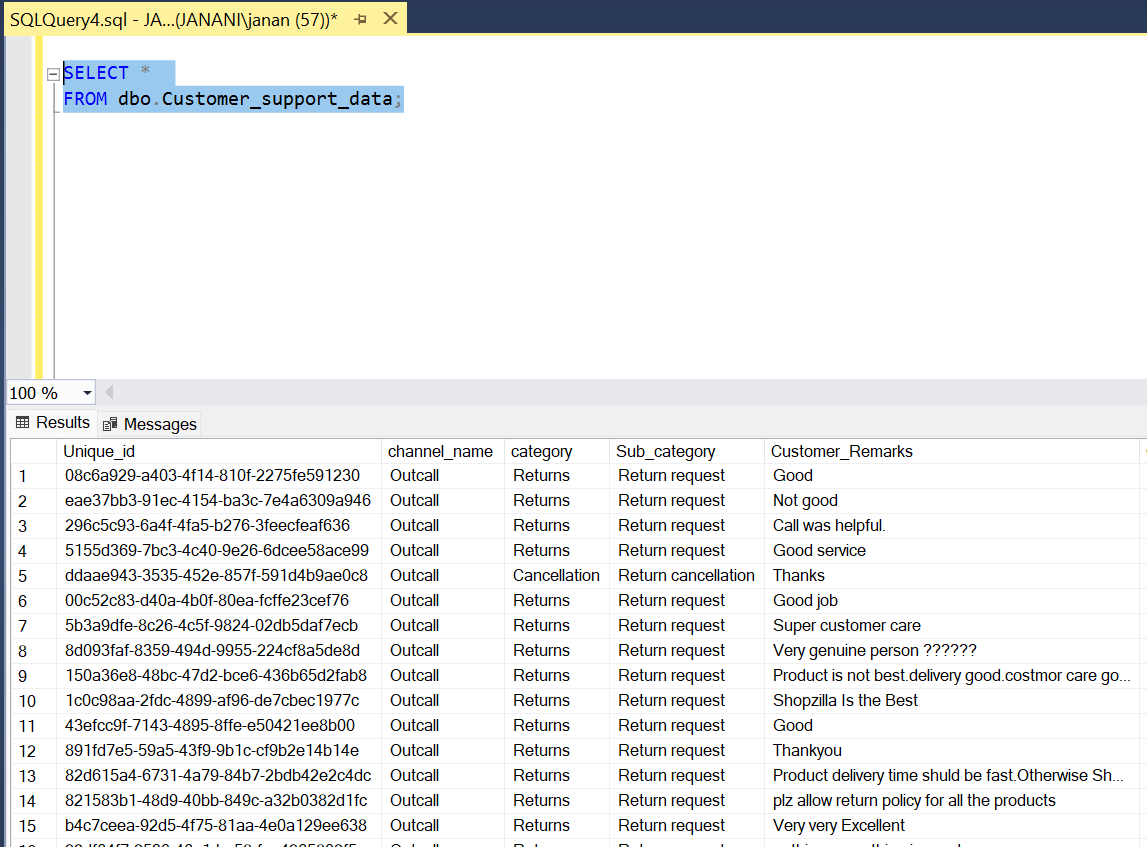 SQLQuery4.sql - JA...(JANANI\janan (57))*
SELECT *
FROM dbo.Customer_support_data;
100 %
Results Messages
Unique_id channel_name category Sub_category Customer_Remarks
1 08c6a929-a403-4f14-810f-2275fe591230 Outcall Returns Return request Good
2 eae37bb3-91ec-4154-ba3c-7e4a6309a946 Outcall Returns Return request Not good
3 296c5c93-6a4f-4fa5-b276-3feecfeaf636 Outcall Returns Return request Call was helpful.
4 5155d369-7bc3-4c40-9e26-6dcee58ace99 Outcall Returns Return request Good service
5 ddaae943-3535-452e-857f-591d4b9ae0c8 Outcall Cancellation Return cancellation Thanks
6 00c52c83-d40a-4b0f-80ea-fcffe23cef76 Outcall Returns Return request Good job
7 5b3a9dfe-8c26-4c5f-9824-02db5daf7ecb Outcall Returns Return request Super customer care
8 8d093faf-8359-494d-9955-224cf8a5de8d Outcall Returns Return request Very genuine person ??????
9 150a36e8-48bc-47d2-bce6-436b65d2fab8 Outcall Returns Return request Product is not best.delivery good.costmor care go...
10 1c0c98aa-2fdc-4899-af96-de7cbec1977c Outcall Returns Return request Shopzilla Is the Best
11 43efcc9f-7143-4895-8ffe-e50421ee8b00 Outcall Returns Return request Good
12 891fd7e5-59a5-43f9-9b1c-cf9b2e14b14e Outcall Returns Return request Thankyou
13 82d615a4-6731-4a79-84b7-2bdb42e2c4dc Outcall Returns Return request Product delivery time shuld be fast.Otherwise Sh...
14 821583b1-48d9-40bb-849c-a32b0382d1fc Outcall Returns Return request plz allow return policy for all the products
15 b4c7ceea-92d5-4f75-81aa-4e0a129ee638 Outcall Returns Return request Very very Excellent